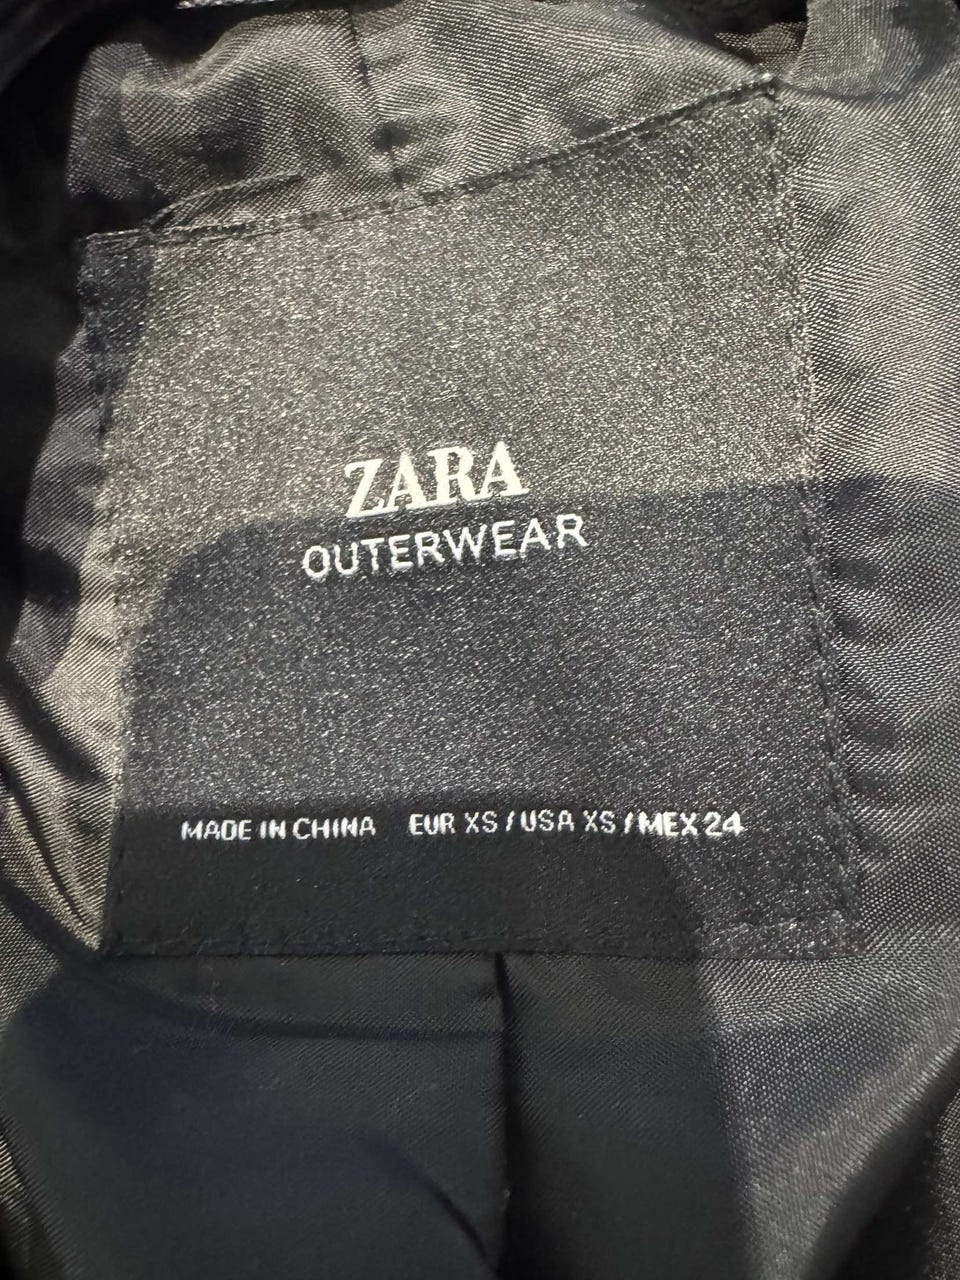 ZARA
OUTERWEAR
MADE IN CHINA EUR XS / USA XS / MEX 24